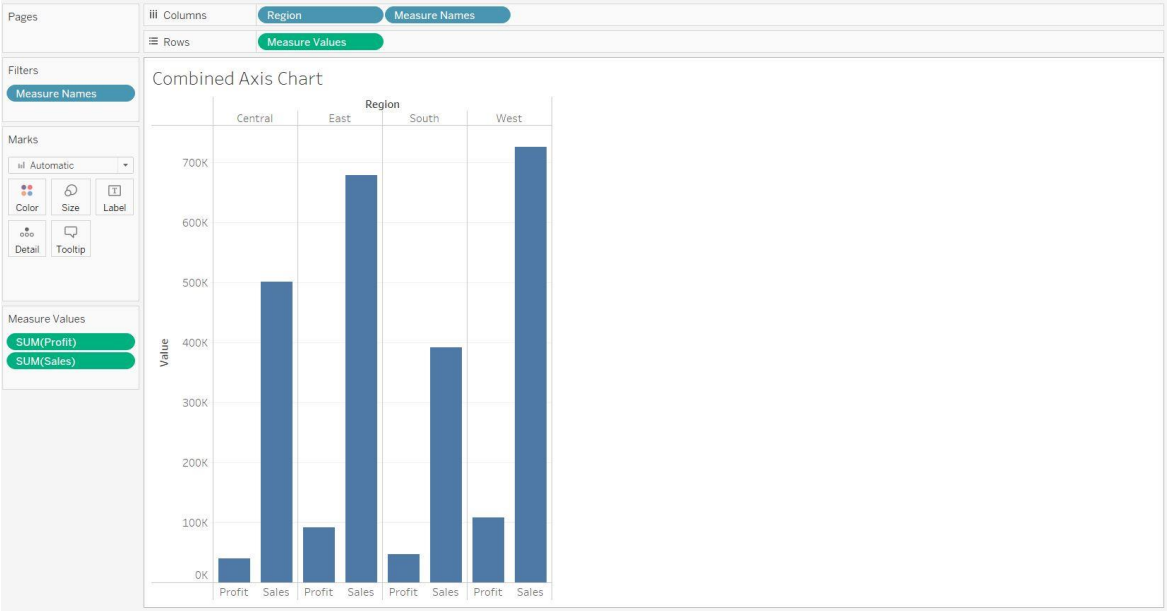 Pages
Columns Region Measure Names
Rows Measure Values
Filters
Measure Names
Marks
Automatic
Color Size Label
Detail Tooltip
Measure Values
SUM(Profit)
SUM(Sales)
Combined Axis Chart
Region
Central East South West
Value
700K
600K
500K
400K
300K
200K
100K
0K
Profit Sales Profit Sales Profit Sales Profit Sales